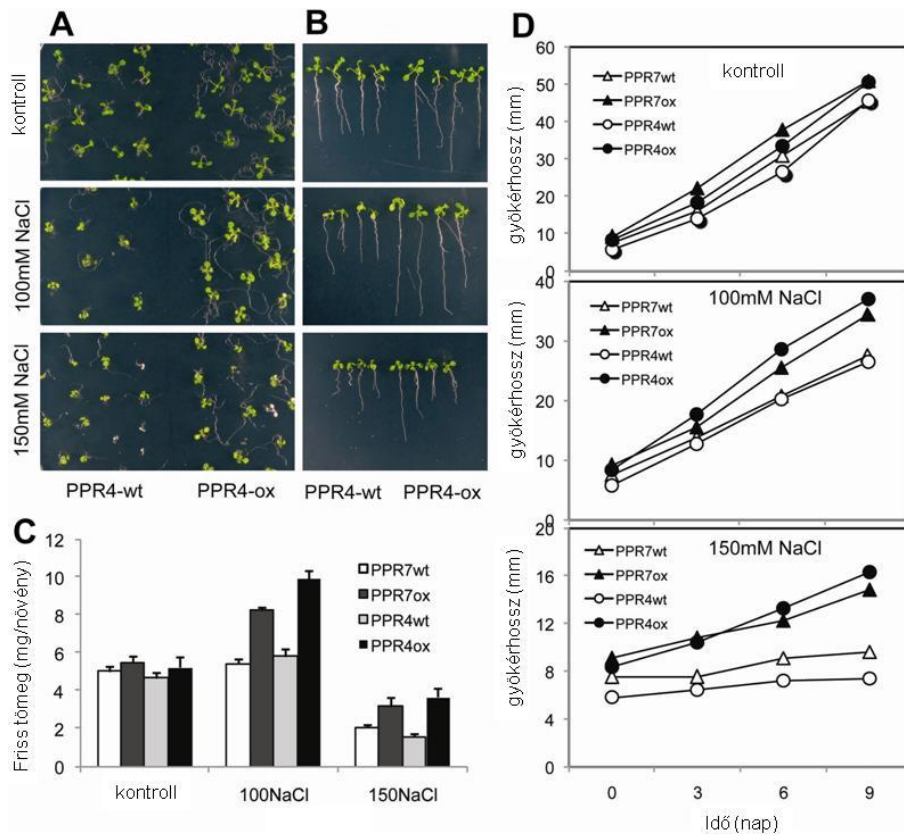 A
B
kontroll
100mM NaCl
150mM NaCl
PPR4-wt
PPR4-ox
PPR4-wt
PPR4-ox
C
Friss tömeg (mg/növény)
12
10
8
6
4
2
0
PPR7wt
PPR7ox
PPR4wt
PPR4ox
kontroll
100NaCl
150NaCl
D
gyökérhossz (mm)
60
50
40
30
20
10
0
kontroll
PPR7wt
PPR7ox
PPR4wt
PPR4ox
gyökérhossz (mm)
40
30
20
10
0
100mM NaCl
PPR7wt
PPR7ox
PPR4wt
PPR4ox
gyökérhossz (mm)
20
16
12
8
4
0
150mM NaCl
PPR7wt
PPR7ox
PPR4wt
PPR4ox
0
3
6
9
Idő (nap)